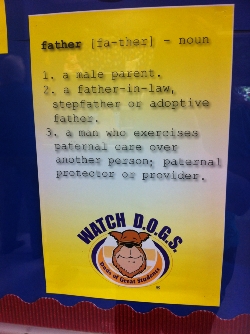 father [fa-ther] - noun
1. a male parent.
2. a father-in-law,
stepfather or adoptive
father.
3. a man who exercises
paternal care over
another person; paternal
protector or provider.
WATCH D.O.G.S.
Dads of Great Students